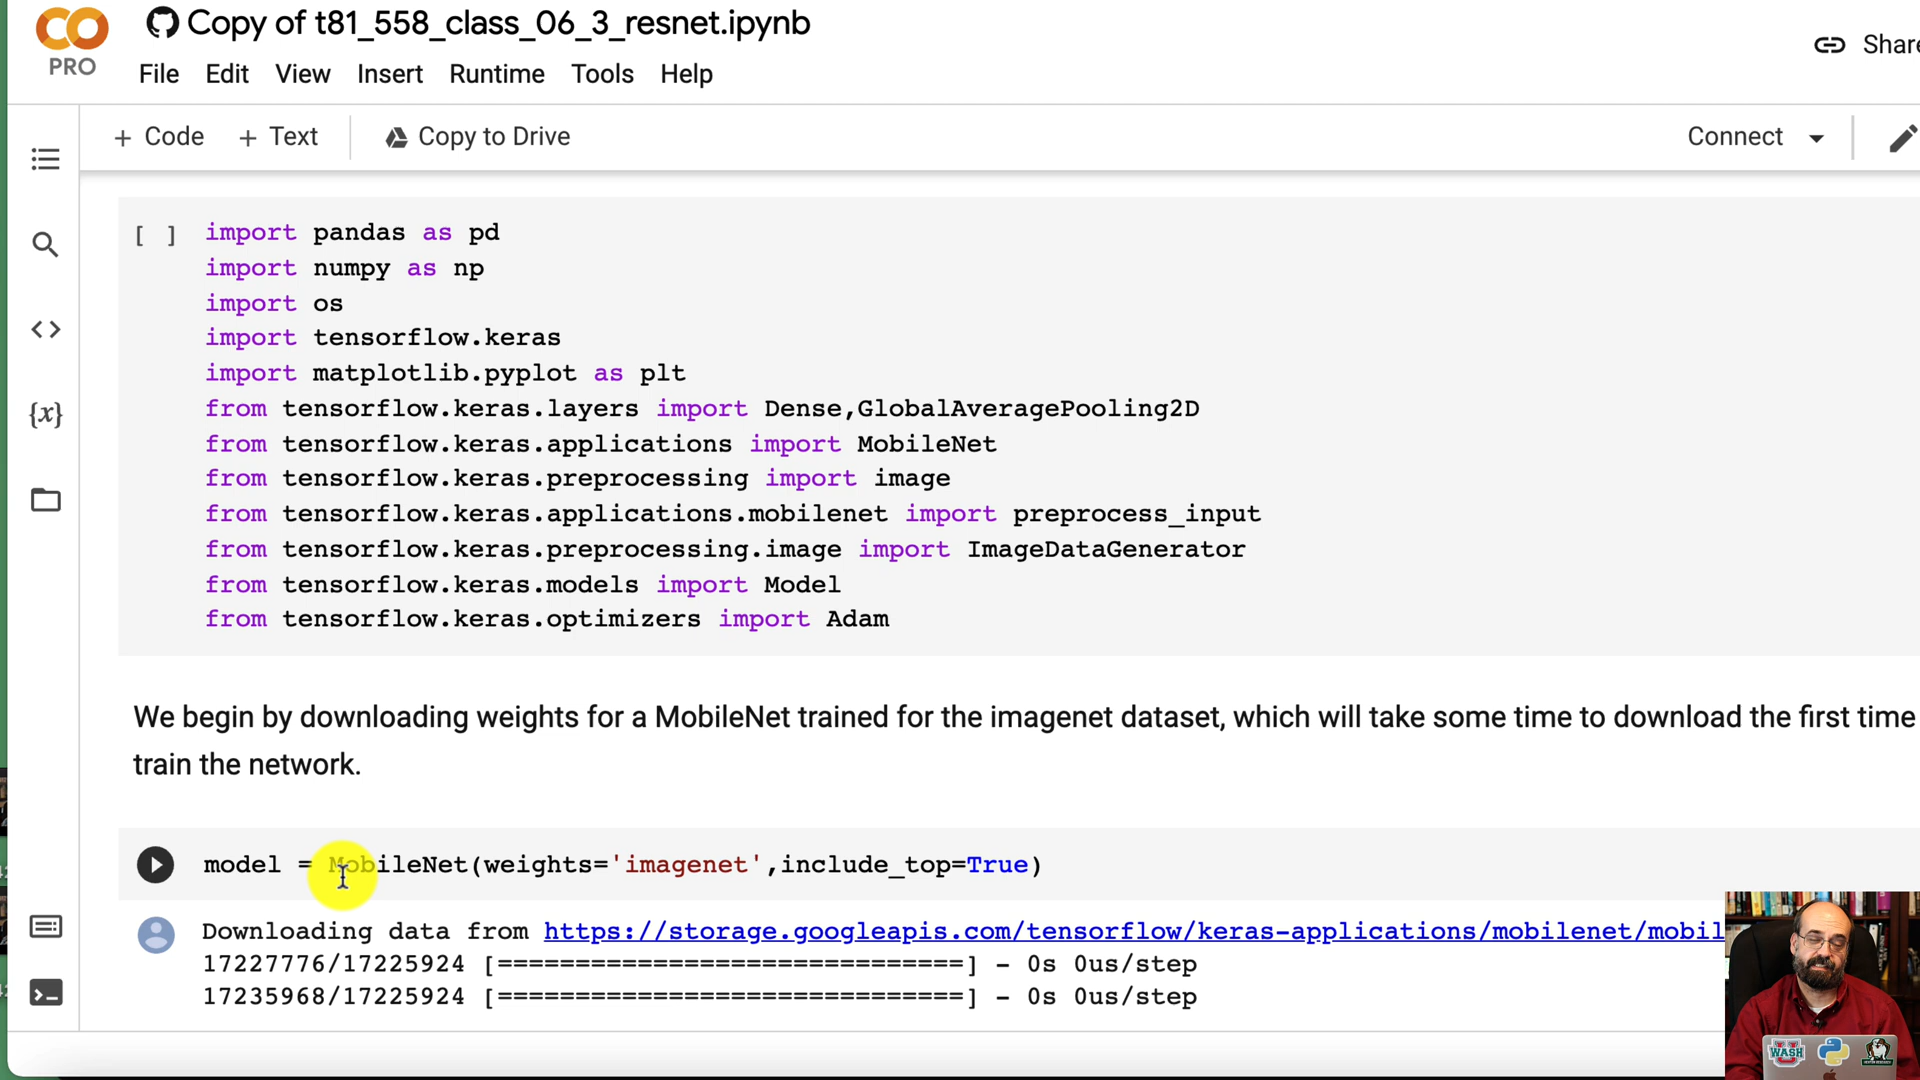 Copy of t81_558_class_06_3_resnet.ipynb
PRO
File Edit View Insert Runtime Tools Help
Share
+ Code + Text Copy to Drive
Connect
[ ] import pandas as pd
import numpy as np
import os
import tensorflow.keras
import matplotlib.pyplot as plt
from tensorflow.keras.layers import Dense,GlobalAveragePooling2D
from tensorflow.keras.applications import MobileNet
from tensorflow.keras.preprocessing import image
from tensorflow.keras.applications.mobilenet import preprocess_input
from tensorflow.keras.preprocessing.image import ImageDataGenerator
from tensorflow.keras.models import Model
from tensorflow.keras.optimizers import Adam
We begin by downloading weights for a MobileNet trained for the imagenet dataset, which will take some time to download the first time
train the network.
model = MobileNet(weights='imagenet',include_top=True)
Downloading data from https://storage.googleapis.com/tensorflow/keras-applications/mobilenet/mobil
17227776/17225924 [==============================] - 0s 0us/step
17235968/17225924 [==============================] - 0s 0us/step
WASH